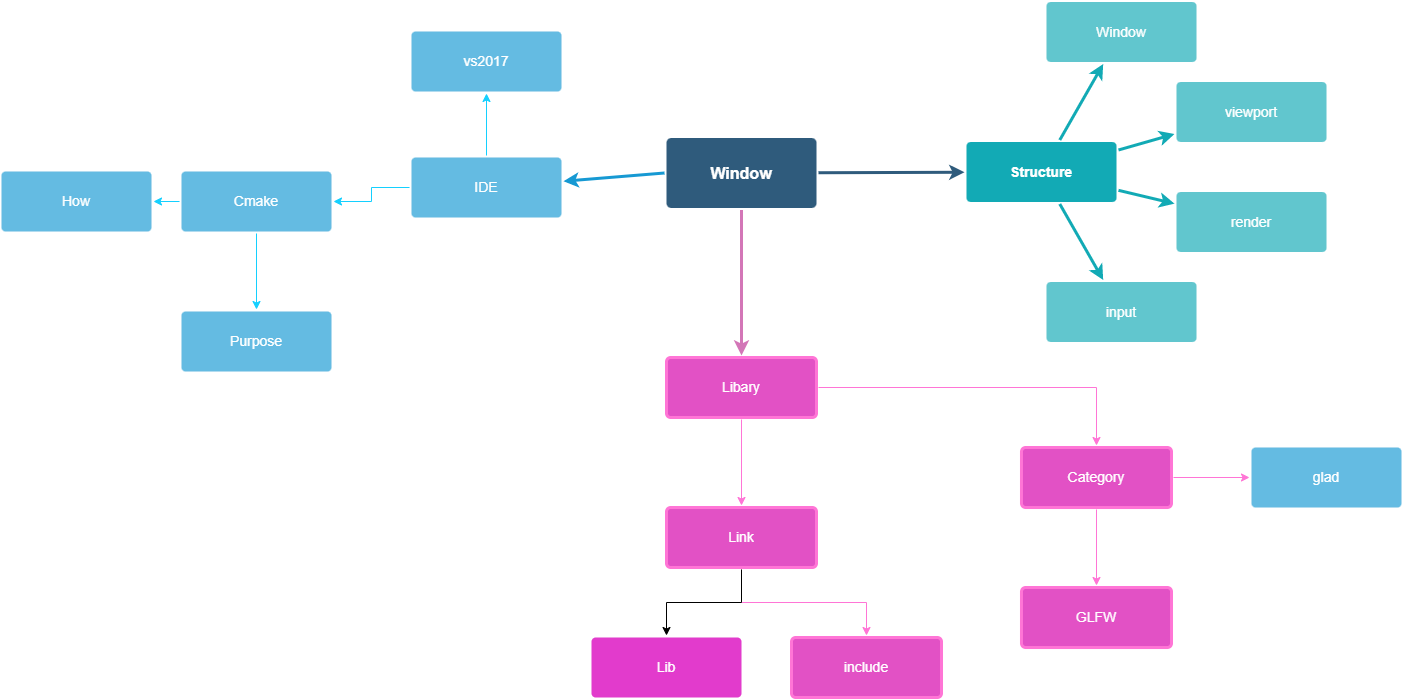 Window
vs2017
viewport
Window
Structure
IDE
How
Cmake
render
input
Purpose
Libary
Category
glad
Link
GLFW
Lib
include